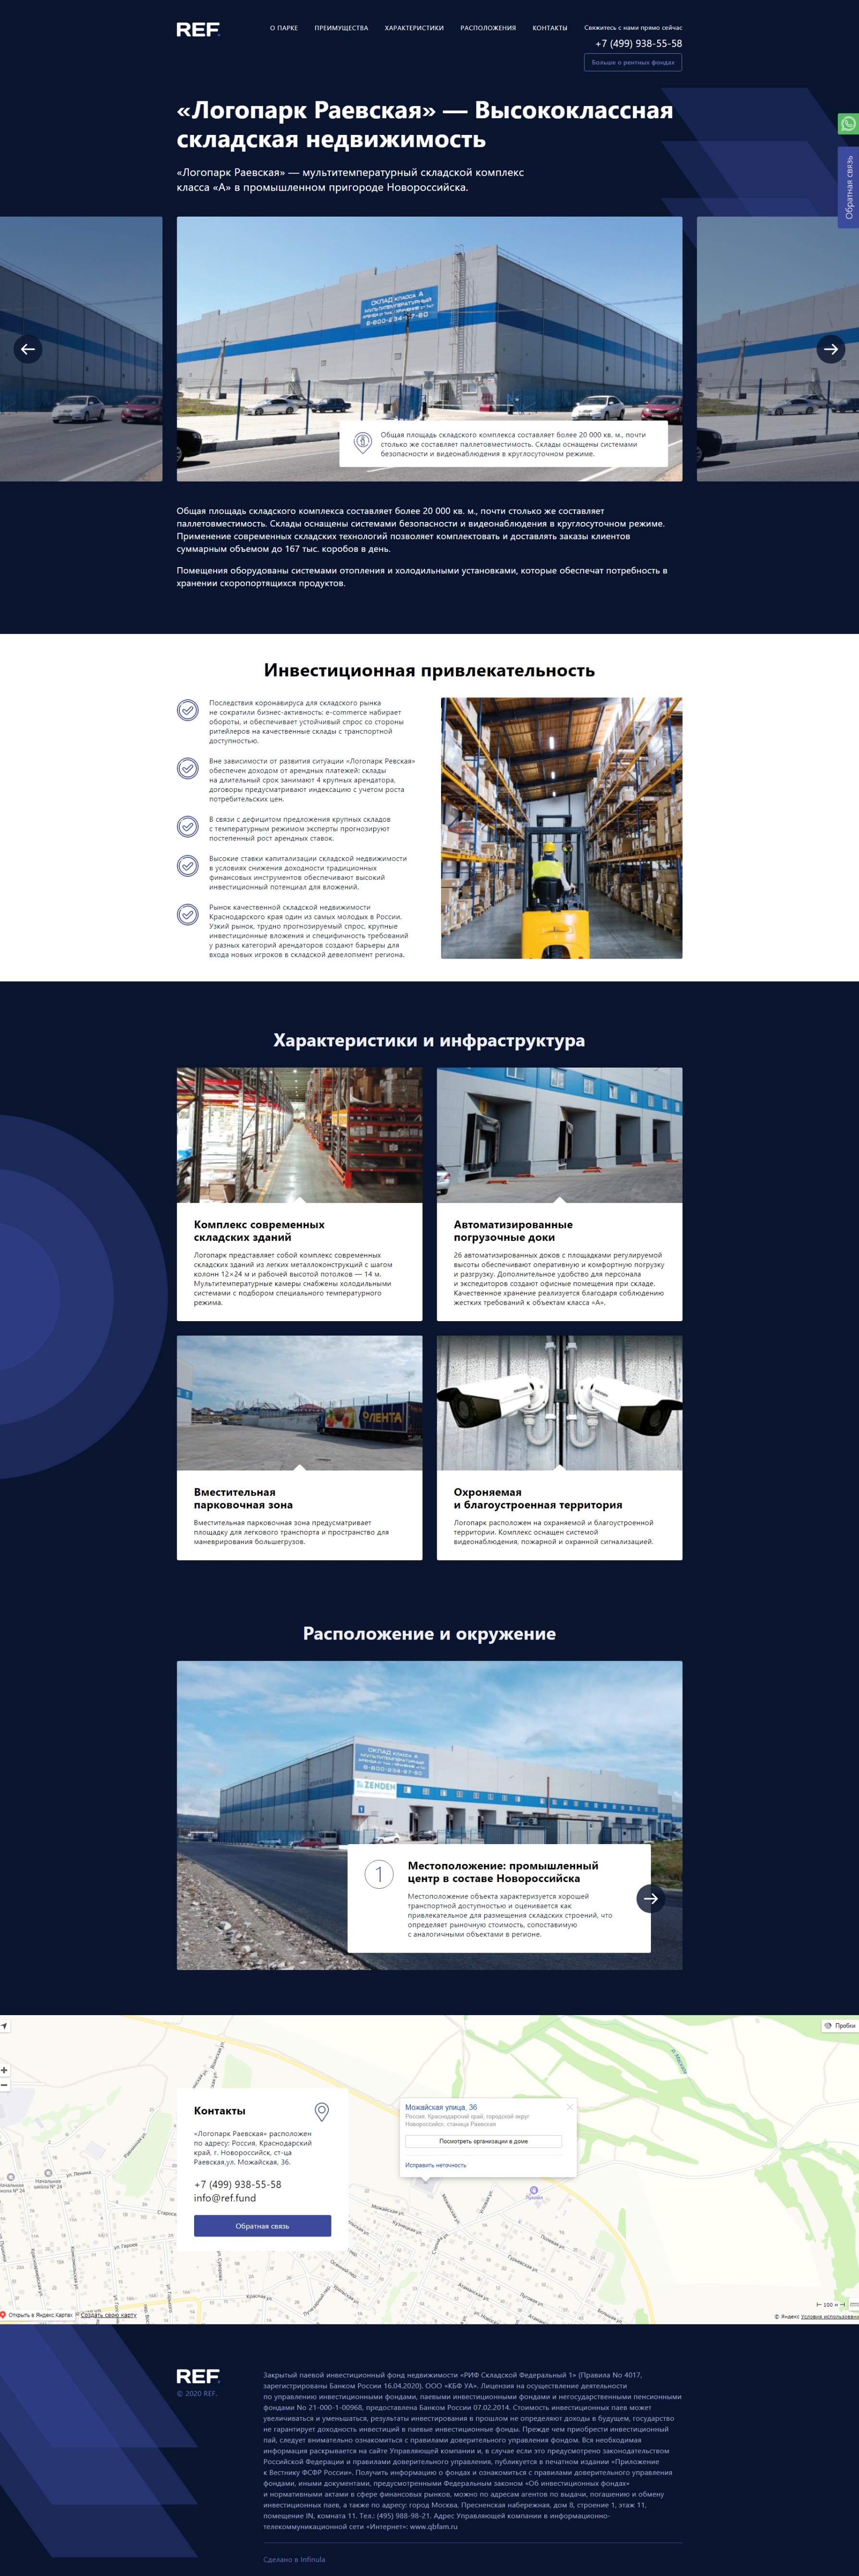 REF.
О ПАРКЕ ПРЕИМУЩЕСТВА ХАРАКТЕРИСТИКИ РАСПОЛОЖЕНИЯ КОНТАКТЫ
Свяжитесь с нами прямо сейчас
+7 (499) 938-55-58
Больше о рентных фондах
«Логопарк Раевская» — Высококлассная
складская недвижимость
«Логопарк Раевская» — мультитемпературный складской комплекс
класса «А» в промышленном пригороде Новороссийска.
Обратная связь
СКЛАД КЛАССА А
МУЛЬТИТЕМПЕРАТУРНЫЙ
Общая площадь складского комплекса составляет более 20 000 кв. м., почти
столько же составляет паллетовместимость. Склады оснащены системами
безопасности и видеонаблюдения в круглосуточном режиме.
Общая площадь складского комплекса составляет более 20 000 кв. м., почти столько же составляет
паллетовместимость. Склады оснащены системами безопасности и видеонаблюдения в круглосуточном режиме.
Применение современных складских технологий позволяет комплектовать и доставлять заказы клиентов
суммарным объемом до 167 тыс. коробов в день.
Помещения оборудованы системами отопления и холодильными установками, которые обеспечат потребность в
хранении скоропортящихся продуктов.
Инвестиционная привлекательность
Последствия коронавируса для складского рынка
не сократили бизнес-активность: e-commerce набирает
обороты, и обеспечивает устойчивый спрос со стороны
ритейлеров на качественные склады с транспортной
доступностью.
Вне зависимости от развития ситуации «Логопарк Ревская»
обеспечен доходом от арендных платежей: склады
на длительный срок занимают 4 крупных арендатора,
договоры предусматривают индексацию с учетом роста
потребительских цен.
В связи с дефицитом предложения крупных складов
с температурным режимом эксперты прогнозируют
постепенный рост арендных ставок.
Высокие ставки капитализации складской недвижимости
в условиях снижения доходности традиционных
финансовых инструментов обеспечивают высокий
инвестиционный потенциал для вложений.
Рынок качественной складской недвижимости
Краснодарского края один из самых молодых в России.
Узкий рынок, трудно прогнозируемый спрос, крупные
инвестиционные вложения и специфичность требований
у разных категорий арендаторов создают барьеры для
входа новых игроков в складской девелопмент региона.
Характеристики и инфраструктура
Комплекс современных
складских зданий
Логопарк представляет собой комплекс современных
складских зданий из легких металлоконструкций с шагом
колонн 12×24 м и рабочей высотой потолков — 14 м.
Мультитемпературные камеры снабжены холодильными
системами с подбором специального температурного
режима.
Автоматизированные
погрузочные доки
26 автоматизированных доков с площадками регулируемой
высоты обеспечивают оперативную и комфортную погрузку
и разгрузку. Дополнительное удобство для персонала
и экспедиторов создают офисные помещения при складе.
Качественное хранение реализуется благодаря соблюдению
жестких требований к объектам класса «А».
ЛЕНТА
Вместительная
парковочная зона
Вместительная парковочная зона предусматривает
площадку для легкового транспорта и пространство для
маневрирования большегрузов.
Охроняемая
и благоустроенная территория
Логопарк расположен на охраняемой и благоустроенной
территории. Комплекс оснащен системой
видеонаблюдения, пожарной и охранной сигнализацией.
Расположение и окружение
СКЛАД КЛАССА А
МУЛЬТИТЕМПЕРАТУРНЫЙ
ZENDEN
1
Местоположение: промышленный
центр в составе Новороссийска
Местоположение объекта характеризуется хорошей
транспортной доступностью и оценивается как
привлекательное для размещения складских строений, что
определяет рыночную стоимость, сопоставимую
с аналогичными объектами в регионе.
Пробки
Контакты
«Логопарк Раевская» расположен
по адресу: Россия, Краснодарский
край, г. Новороссийск, ст-ца
Раевская,ул. Можайская, 36.
+7 (499) 938-55-58
info@ref.fund
Обратная связь
Можайская улица, 36
Россия, Краснодарский край, городской округ
Новороссийск, станица Раевская
Посмотреть организации в доме
Исправить неточность
Лукойл
Начальная
школа № 24
ул. Ленина
Можайская ул.
Красная ул.
Открыть в Яндекс.Картах
Создать свою карту
100 м
© Яндекс Условия использования
REF.
© 2020 REF.
Закрытый паевой инвестиционный фонд недвижимости «РИФ Складской Федеральный 1» (Правила No 4017,
зарегистрированы Банком России 16.04.2020). ООО «КБФ УА». Лицензия на осуществление деятельности
по управлению инвестиционными фондами, паевыми инвестиционными фондами и негосударственными пенсионными
фондами No 21-000-1-00968, предоставлена Банком России 07.02.2014. Стоимость инвестиционных паев может
увеличиваться и уменьшаться, результаты инвестирования в прошлом не определяют доходы в будущем, государство
не гарантирует доходность инвестиций в паевые инвестиционные фонды. Прежде чем приобрести инвестиционный
пай, следует внимательно ознакомиться с правилами доверительного управления фондом. Вся необходимая
информация раскрывается на сайте Управляющей компании и, в случае если это предусмотрено законодательством
Российской Федерации и правилами доверительного управления, публикуется в печатном издании «Приложение
к Вестнику ФСФР России». Получить информацию о фондах и ознакомиться с правилами доверительного управления
фондами, иными документами, предусмотренными Федеральным законом «Об инвестиционных фондах»
и нормативными актами в сфере финансовых рынков, можно по адресам агентов по выдачи, погашению и обмену
инвестиционных паев, а также по адресу: город Москва, Пресненская набережная, дом 8, строение 1, этаж 11,
помещение IN, комната 11. Тел.: (495) 988-98-21. Адрес Управляющей компании в информационно-
телекоммуникационной сети «Интернет»: www.qbfam.ru
Сделано в Infinula